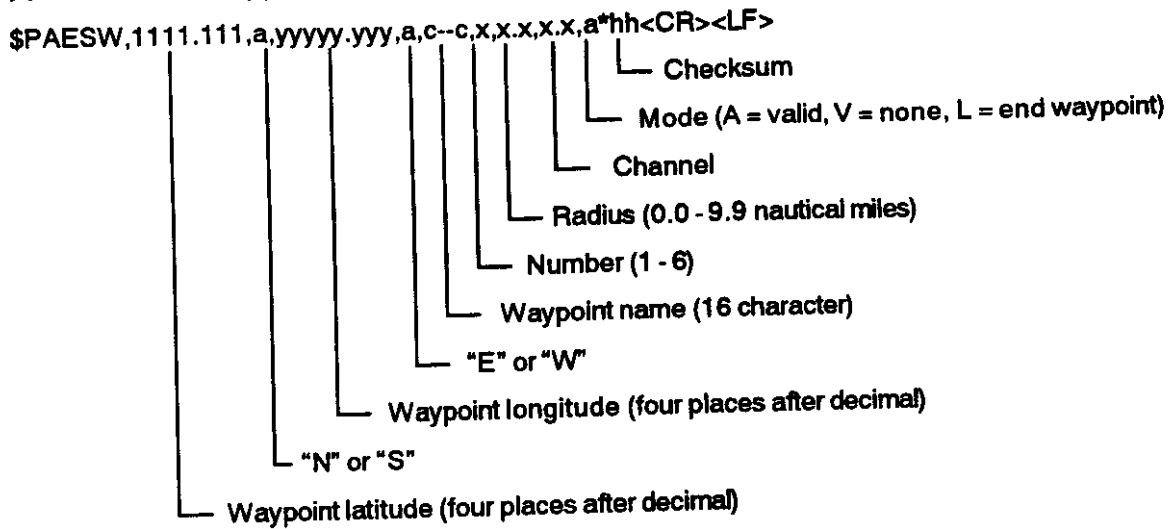 $PAESW,1111.111,a,yyyyy.yyy,a,c--c,x,x.x,x.x,a*hh<CR><LF>
Checksum
Mode (A = valid, V = none, L = end waypoint)
Channel
Radius (0.0 - 9.9 nautical miles)
Number (1 - 6)
Waypoint name (16 character)
"E" or "W"
Waypoint longitude (four places after decimal)
"N" or "S"
Waypoint latitude (four places after decimal)